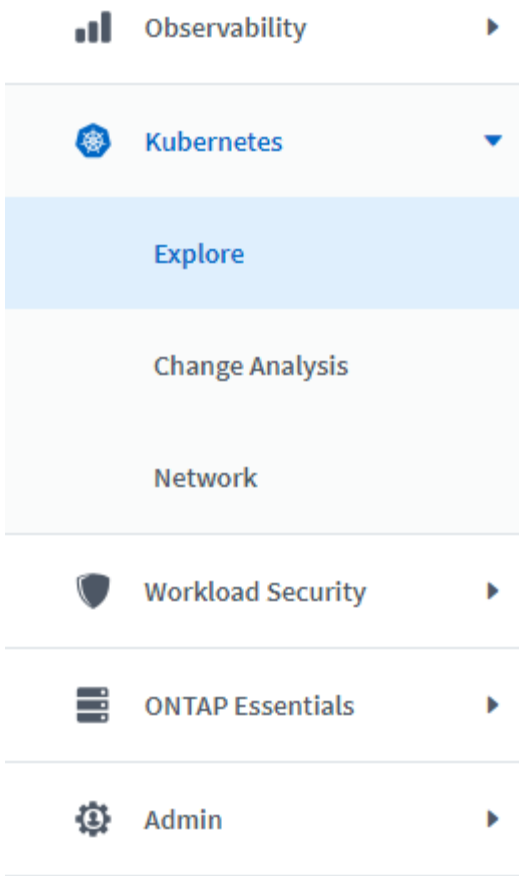 Observability
Kubernetes
Explore
Change Analysis
Network
Workload Security
ONTAP Essentials
Admin